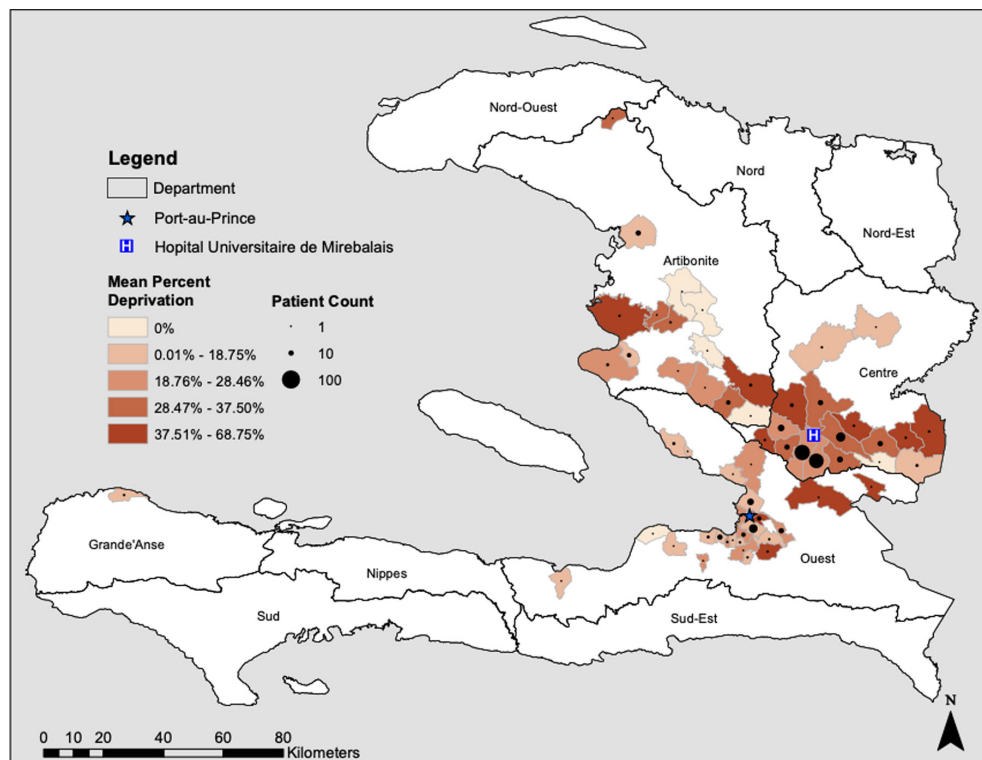 Nord-Ouest
Nord
Nord-Est
Artibonite
Centre
Ouest
Grande'Anse
Nippes
Sud
Sud-Est
Legend
Department
Port-au-Prince
H Hopital Universitaire de Mirebalais
Mean Percent
Deprivation
0%
0.01% - 18.75%
18.76% - 28.46%
28.47% - 37.50%
37.51% - 68.75%
Patient Count
1
10
100
H
0 10 20 40 60 80
Kilometers
N